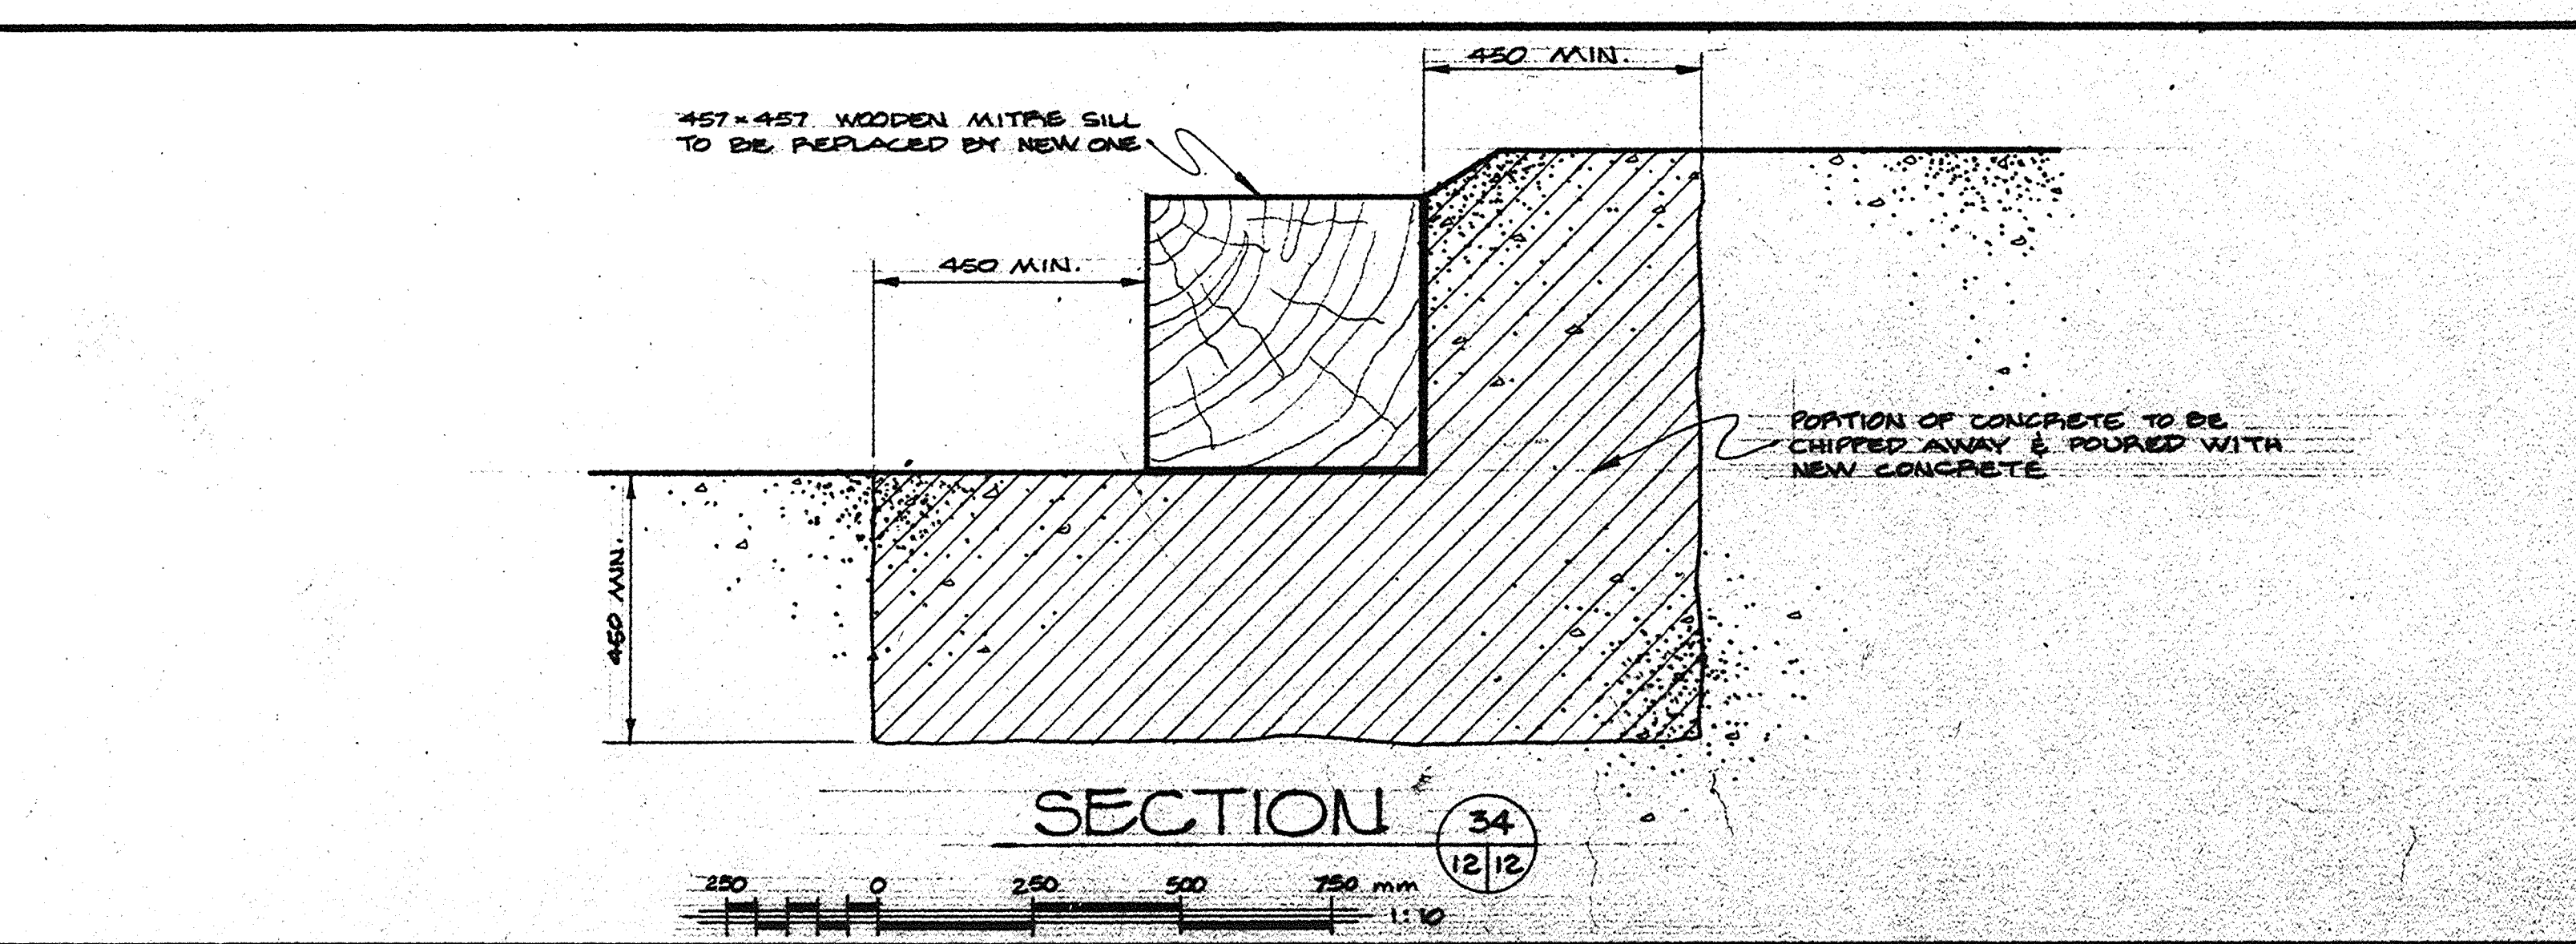 450 MIN.
457 × 457 WOODEN MITRE SILL
TO BE REPLACED BY NEW ONE
450 MIN.
PORTION OF CONCRETE TO BE
CHIPPED AWAY & POURED WITH
NEW CONCRETE
450 MIN.
SECTION
34
12 12
250 0 250 500 750 mm
1:10